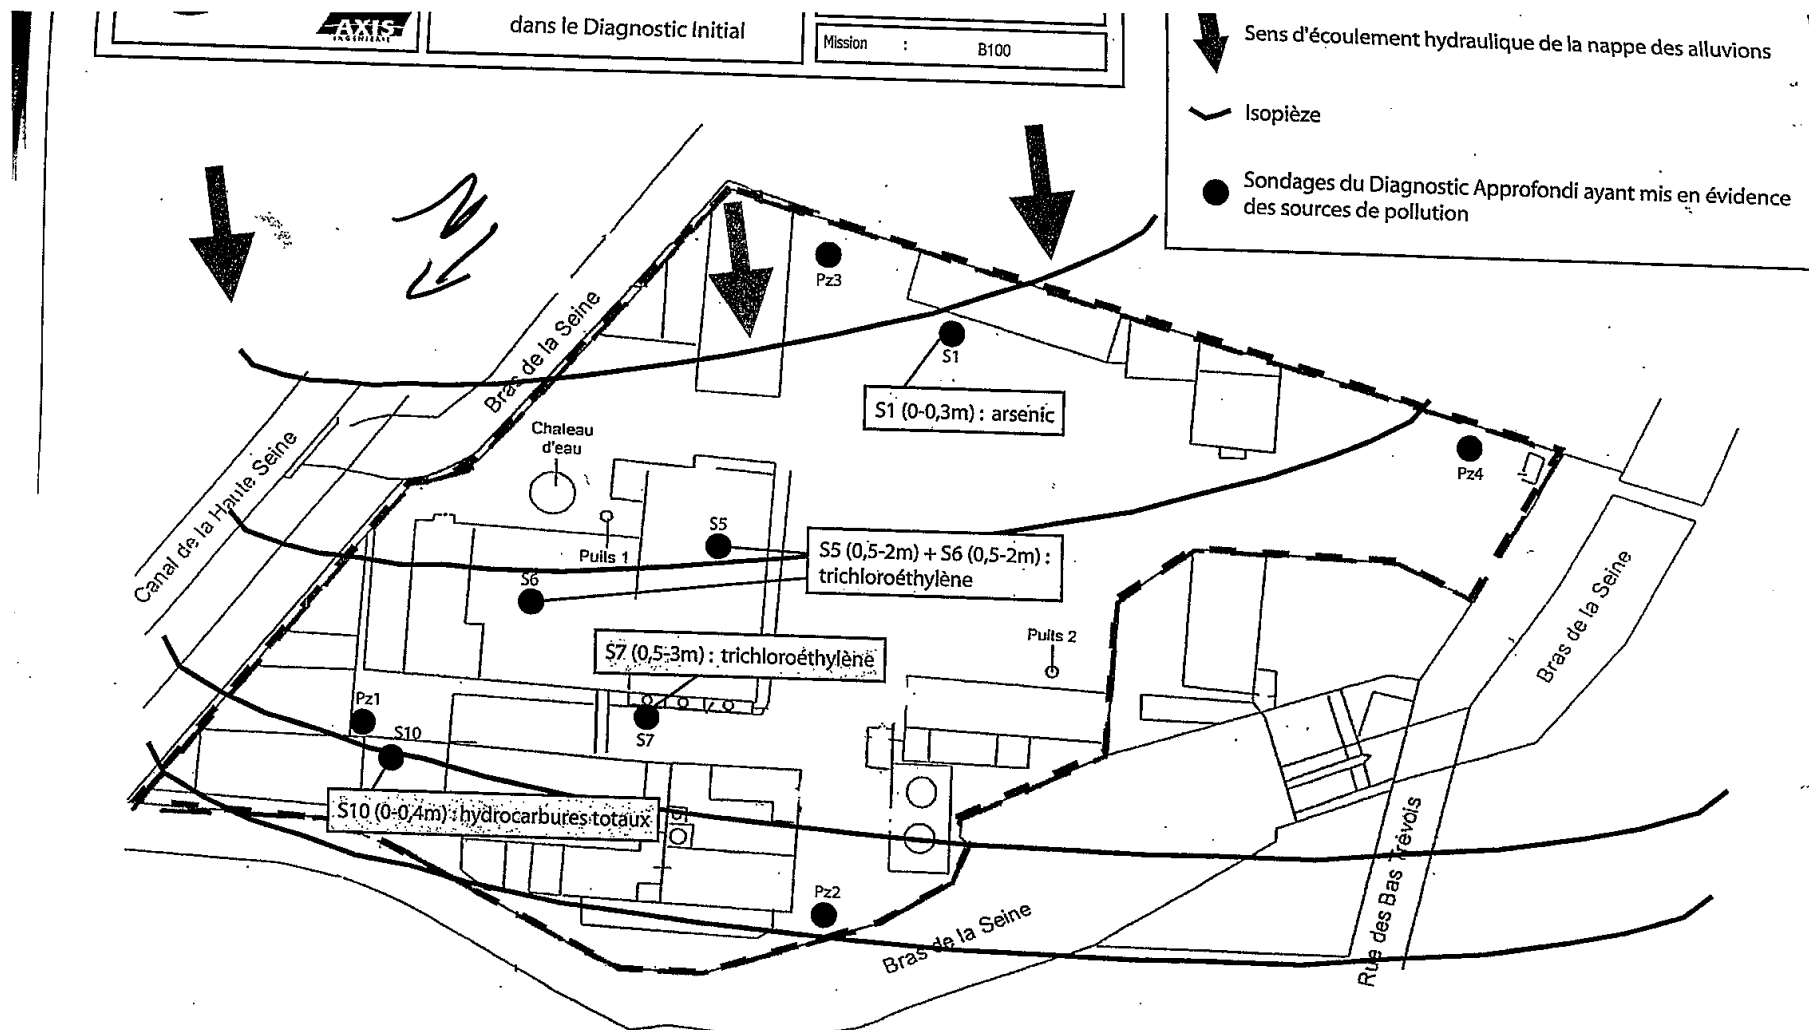 AXIS
INGENIERIE
dans le Diagnostic Initial
Mission : B100
Sens d'écoulement hydraulique de la nappe des alluvions
Isopièze
Sondages du Diagnostic Approfondi ayant mis en évidence
des sources de pollution
Pz3
S1
S1 (0-0,3m) : arsenic
Bras de la Seine
Canal de la Haute Seine
Chaleau
d'eau
Puits 1
S5
S6
S5 (0,5-2m) + S6 (0,5-2m) :
trichloroéthylène
Pz4
S7 (0,5-3m) : trichloroéthylène
Puits 2
Bras de la Seine
Pz1
S10
S7
S10 (0-0,4m) : hydrocarbures totaux
Pz2
Bras de la Seine
Rue des Bas Trévois